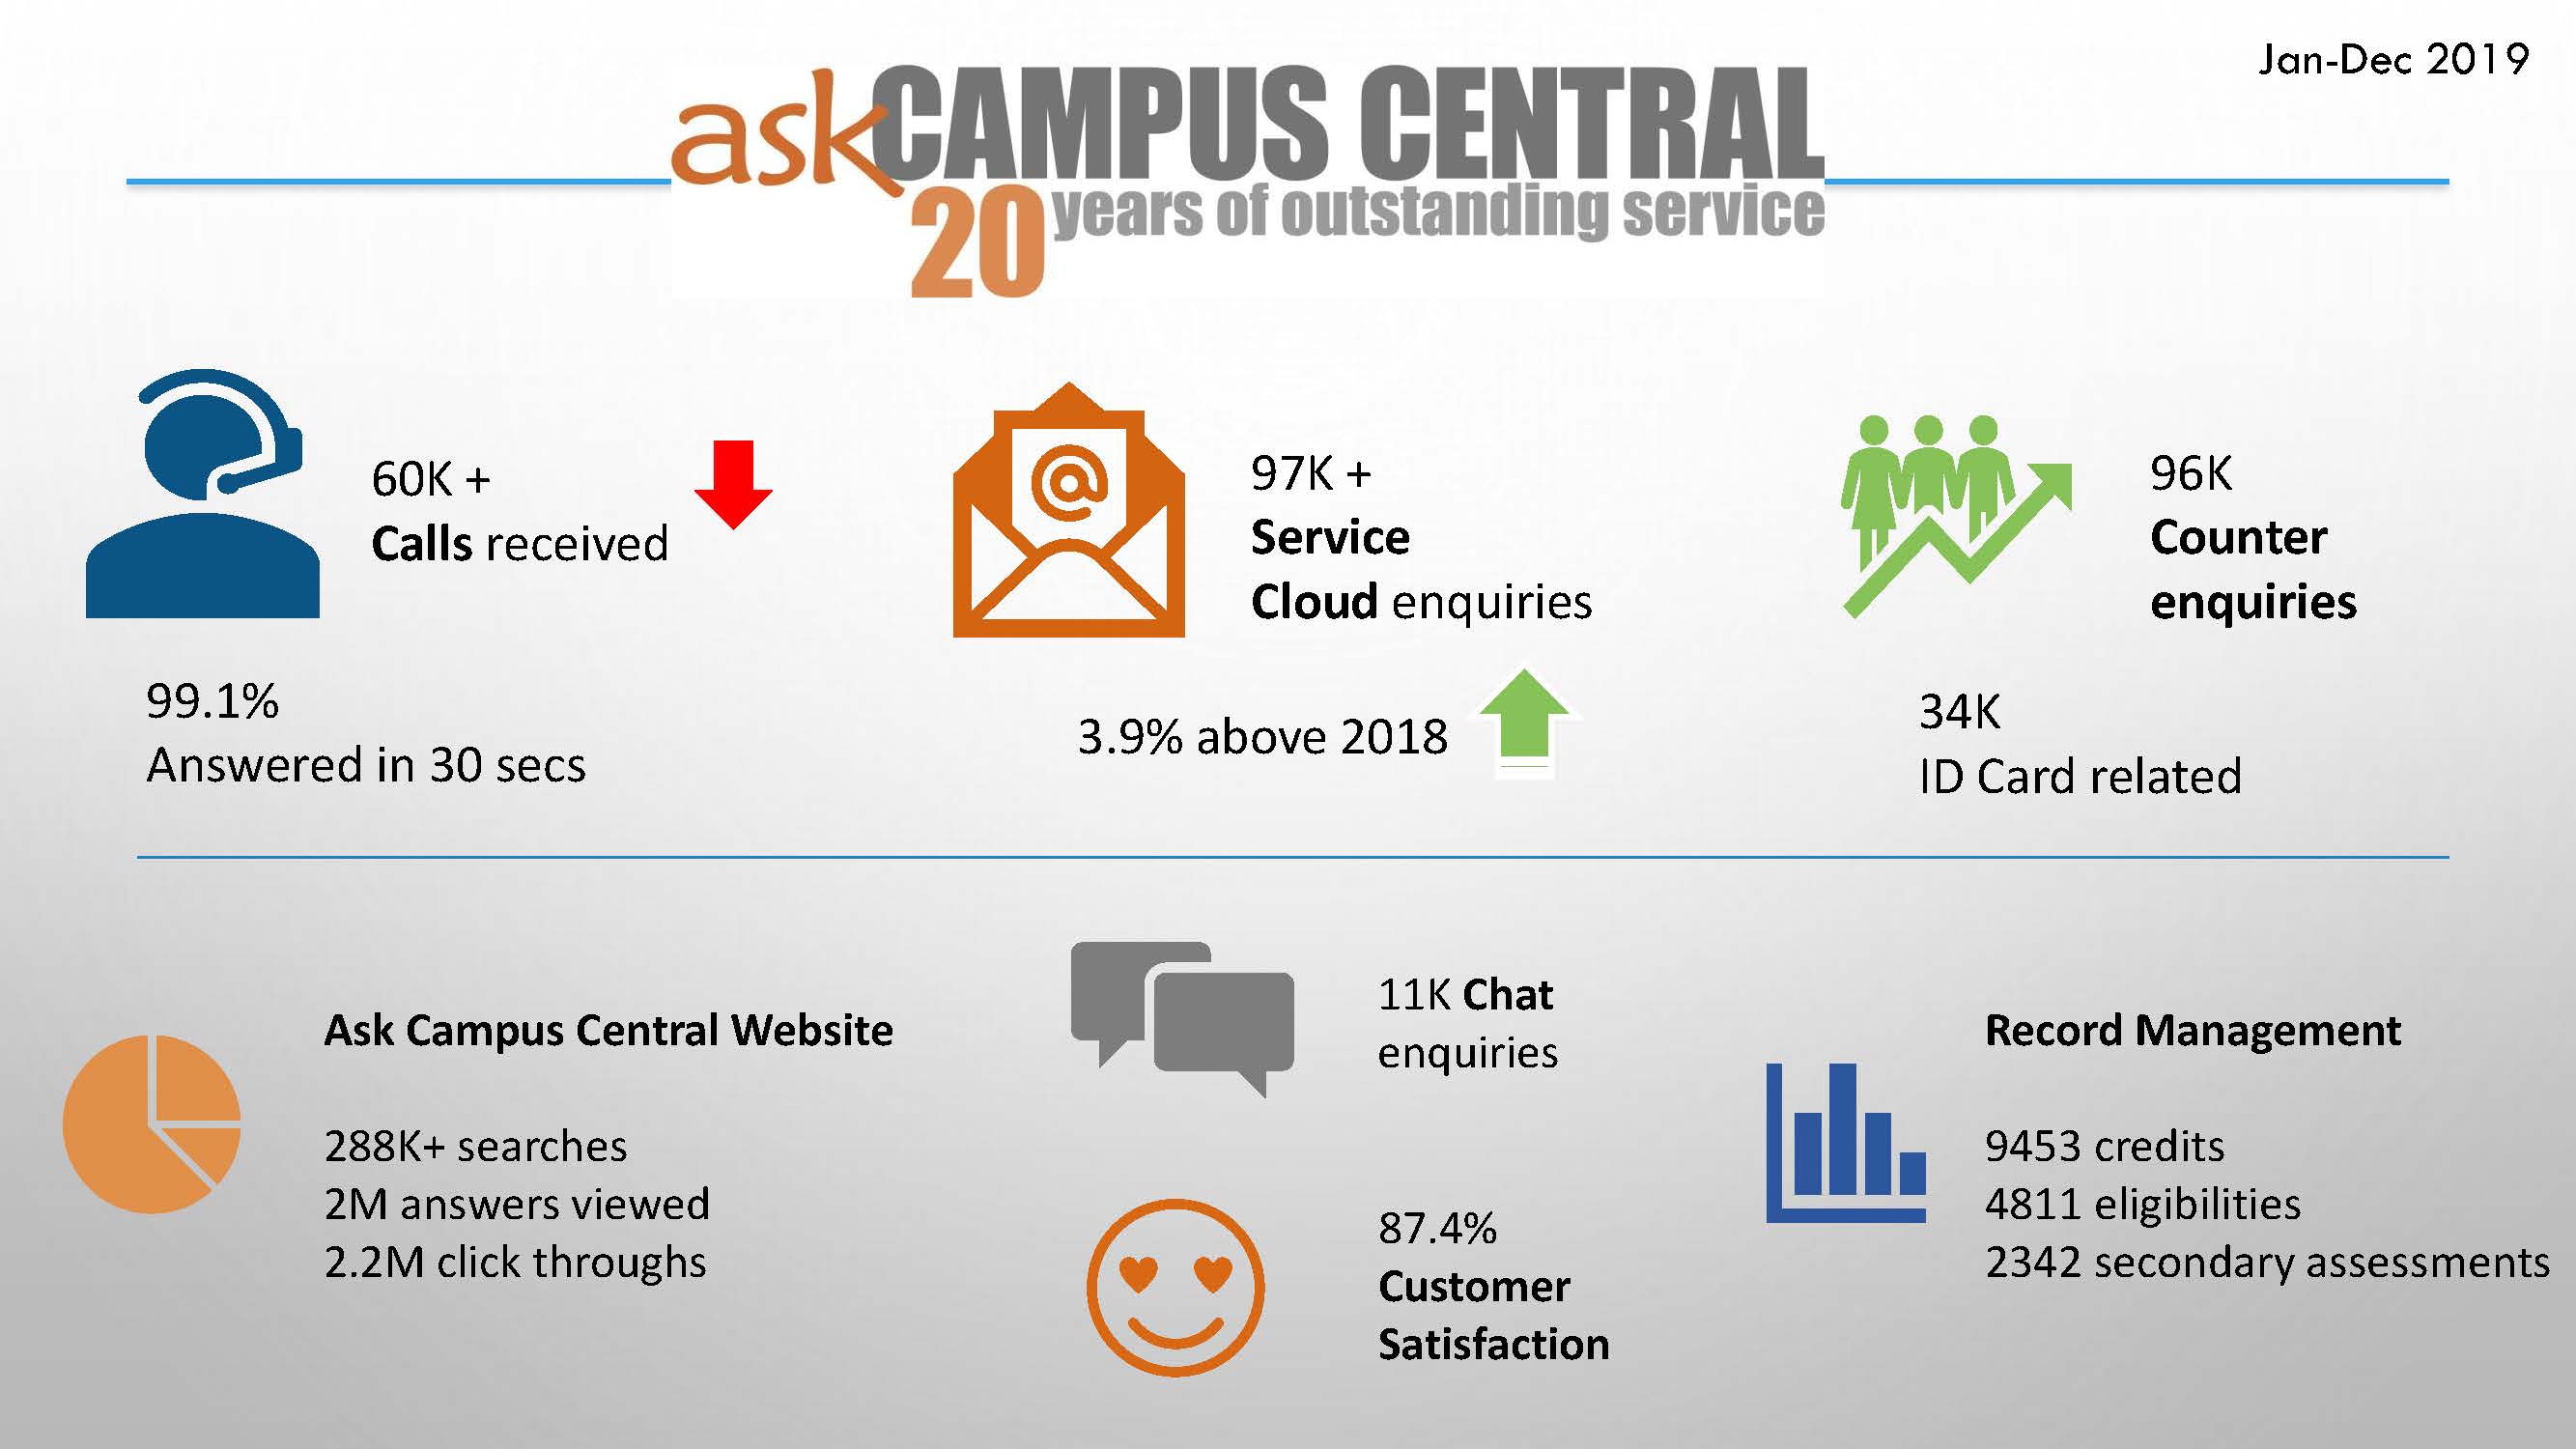 Jan-Dec 2019
askCAMPUS CENTRAL
20 years of outstanding service
60K +
Calls received
99.1%
Answered in 30 secs
@
97K +
Service
Cloud enquiries
3.9% above 2018
96K
Counter
enquiries
34K
ID Card related
Ask Campus Central Website
288K+ searches
2M answers viewed
2.2M click throughs
11K Chat
enquiries
87.4%
Customer
Satisfaction
Record Management
9453 credits
4811 eligibilities
2342 secondary assessments